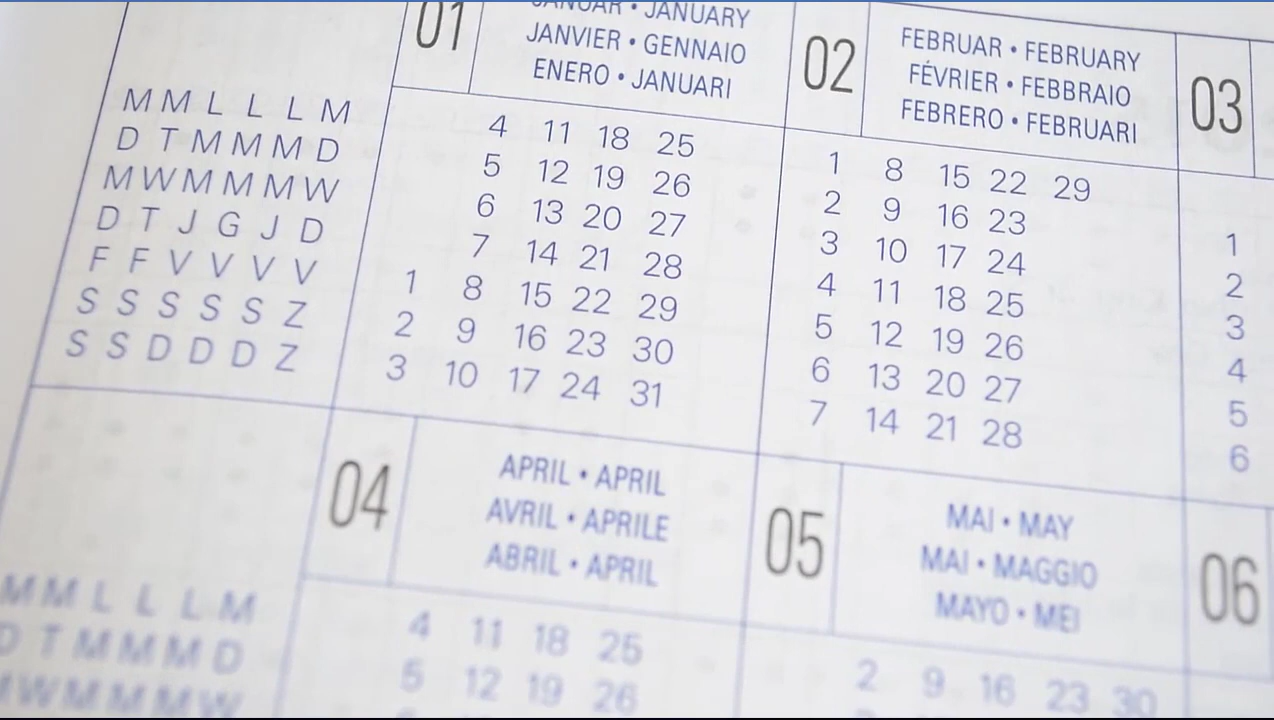 01
JANUAR • JANUARY
JANVIER • GENNAIO
ENERO • JANUARI
02
FEBRUAR • FEBRUARY
FÉVRIER • FEBBRAIO
FEBRERO • FEBRUARI
03
M M L L L M
D T M M M D
M W M M M W
D T J G J D
F F V V V V
S S S S S Z
S S D D D Z
4 11 18 25
5 12 19 26
6 13 20 27
7 14 21 28
1 8 15 22 29
2 9 16 23 30
3 10 17 24 31
1 8 15 22 29
2 9 16 23
3 10 17 24
4 11 18 25
5 12 19 26
6 13 20 27
7 14 21 28
1
2
3
4
5
6
04
APRIL • APRIL
AVRIL • APRILE
ABRIL • APRIL
05
MAI • MAY
MAI • MAGGIO
MAYO • MEI
06
M M L L L M
D T M M M D
M W M M M W
4 11 18 25
5 12 19 26
2 9 16 23 30